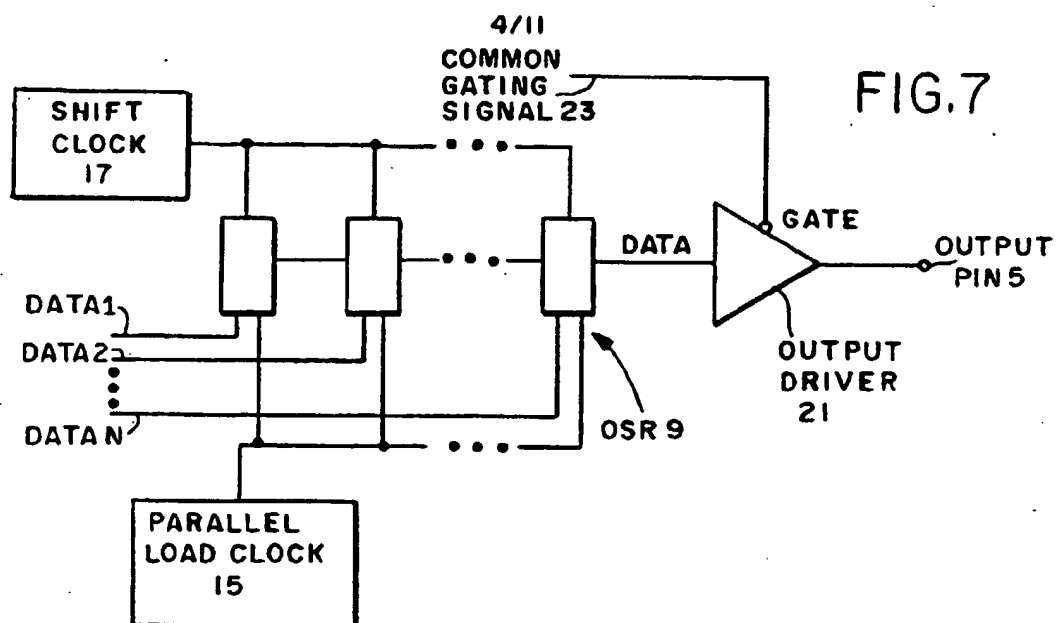 4/11
COMMON
GATING
SIGNAL 23
FIG.7
SHIFT
CLOCK
17
GATE
DATA
OUTPUT
PIN 5
DATA1
DATA2
DATA N
OUTPUT
DRIVER
21
OSR 9
PARALLEL
LOAD CLOCK
15